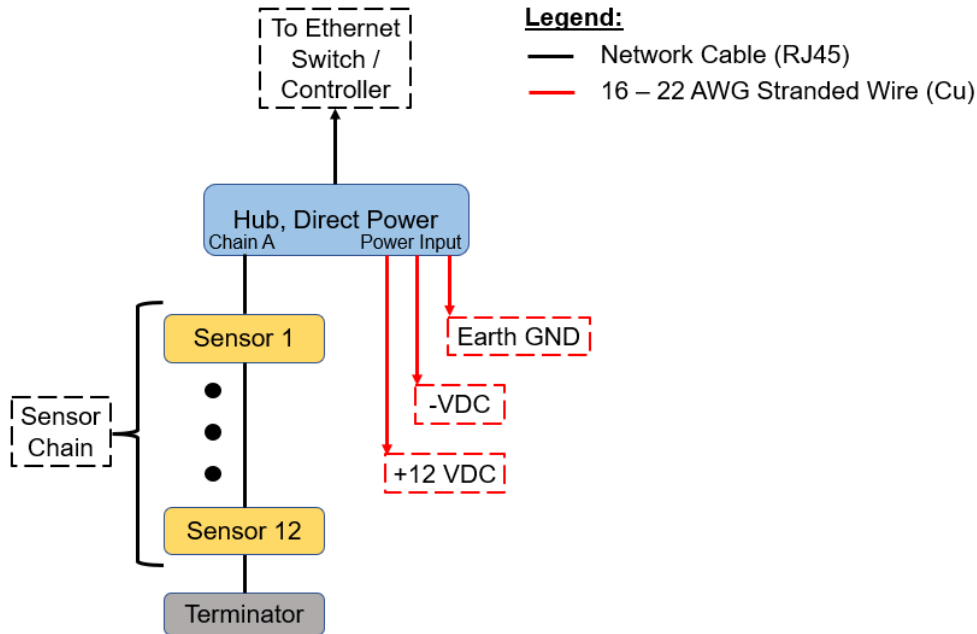 To Ethernet
Switch /
Controller
Legend:
Network Cable (RJ45)
16 – 22 AWG Stranded Wire (Cu)
Hub, Direct Power
Chain A
Power Input
Sensor 1
Earth GND
Sensor
Chain
-VDC
+12 VDC
Sensor 12
Terminator